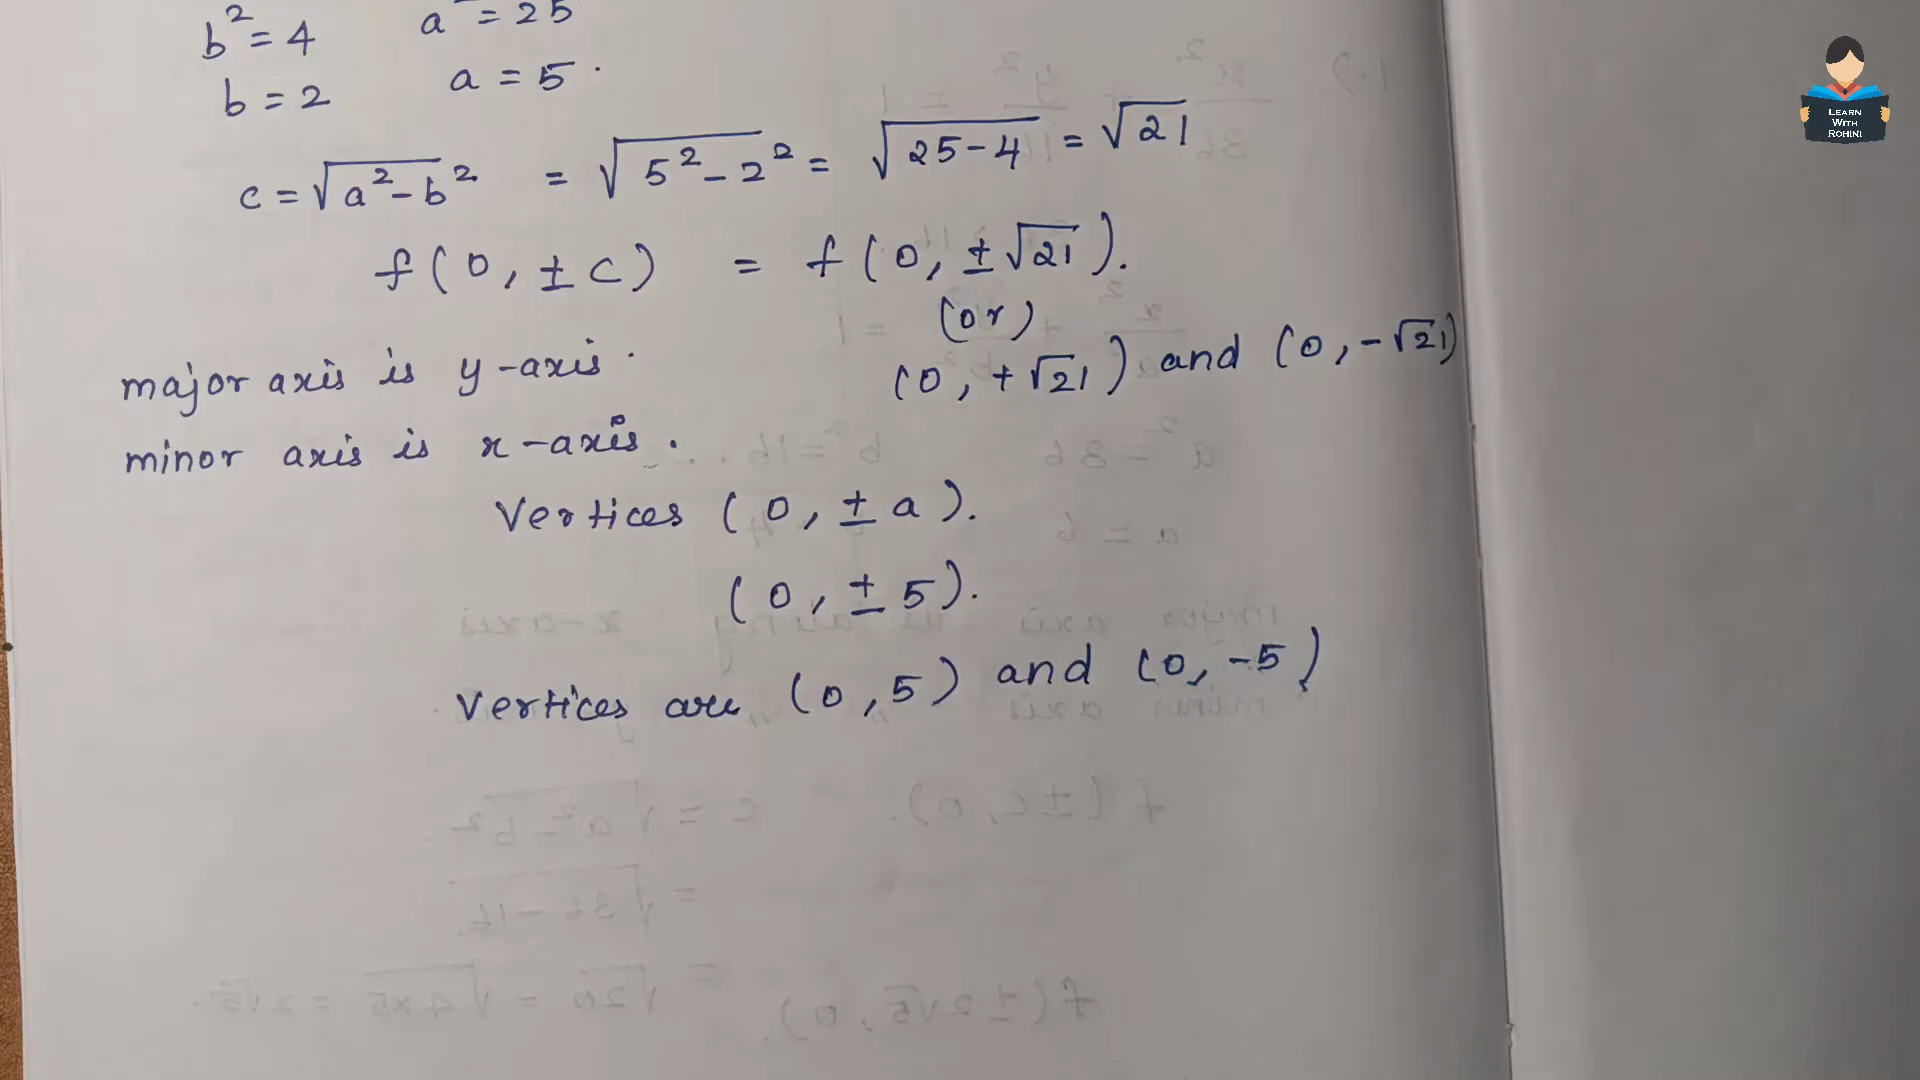 b² = 4 a² = 25
b = 2 a = 5.
c = √a²-b² = √5²-2² = √25-4 = √21
f(0, ±c) = f(0, ±√21).
(or)
major axis is y-axis. (0, +√21) and (0, -√21)
minor axis is x-axis.
Vertices (0, ±a).
(0, ±5).
Vertices are (0, 5) and (0, -5)
LEARN
WITH
ROHINI